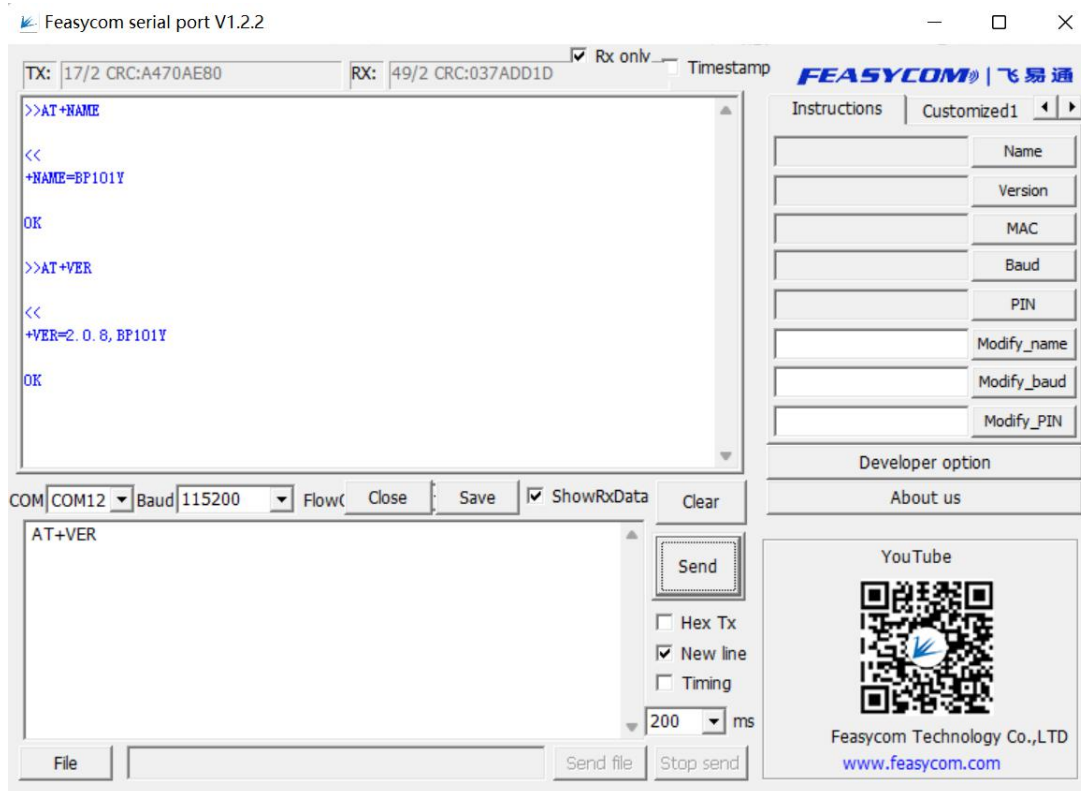 Feasycom serial port V1.2.2
TX: 17/2 CRC:A470AE80 RX: 49/2 CRC:037ADD1D Rx only Timestamp
FEASYCOM | 飞易通
>>AT+NAME
<<
+NAME=BP101Y
OK
>>AT+VER
<<
+VER=2.0.8,BP101Y
OK
Instructions Customized1
Name
Version
MAC
Baud
PIN
Modify_name
Modify_baud
Modify_PIN
Developer option
About us
COM COM12 Baud 115200 Flow Close Save ShowRxData Clear
AT+VER
Send
Hex Tx
New line
Timing
200 ms
File Send file Stop send
YouTube
Feasycom Technology Co.,LTD
www.feasycom.com